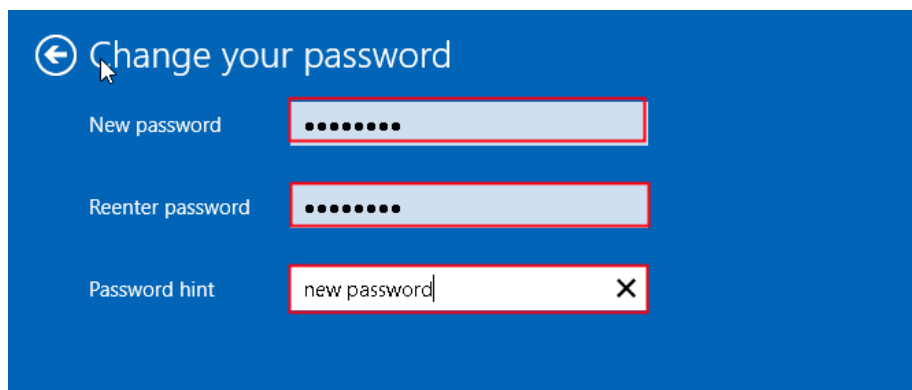 Change your password
New password ••••••••
Reenter password ••••••••
Password hint new password